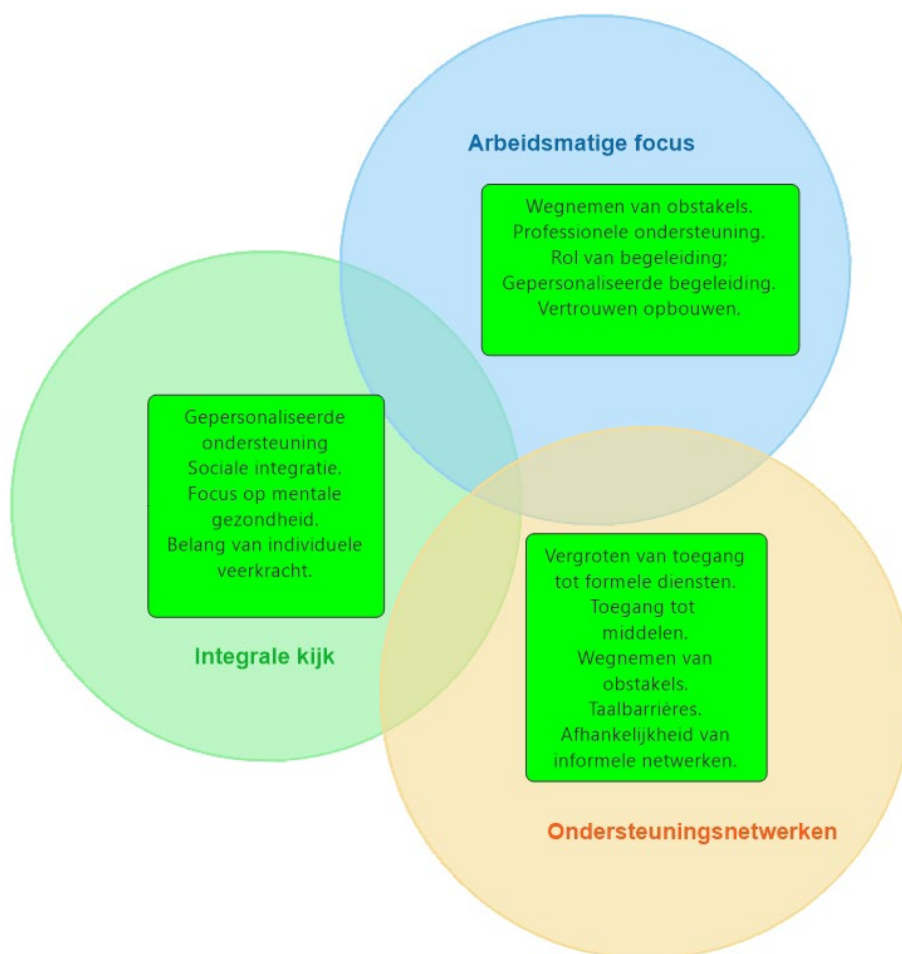 Arbeidsmatige focus
Wegnemen van obstakels.
Professionele ondersteuning.
Rol van begeleiding;
Gepersonaliseerde begeleiding.
Vertrouwen opbouwen.
Gepersonaliseerde
ondersteuning
Sociale integratie.
Focus op mentale
gezondheid.
Belang van individuele
veerkracht.
Integrale kijk
Vergroten van toegang
tot formele diensten.
Toegang tot
middelen.
Wegnemen van
obstakels.
Taalbarrières.
Afhankelijkheid van
informele netwerken.
Ondersteuningsnetwerken